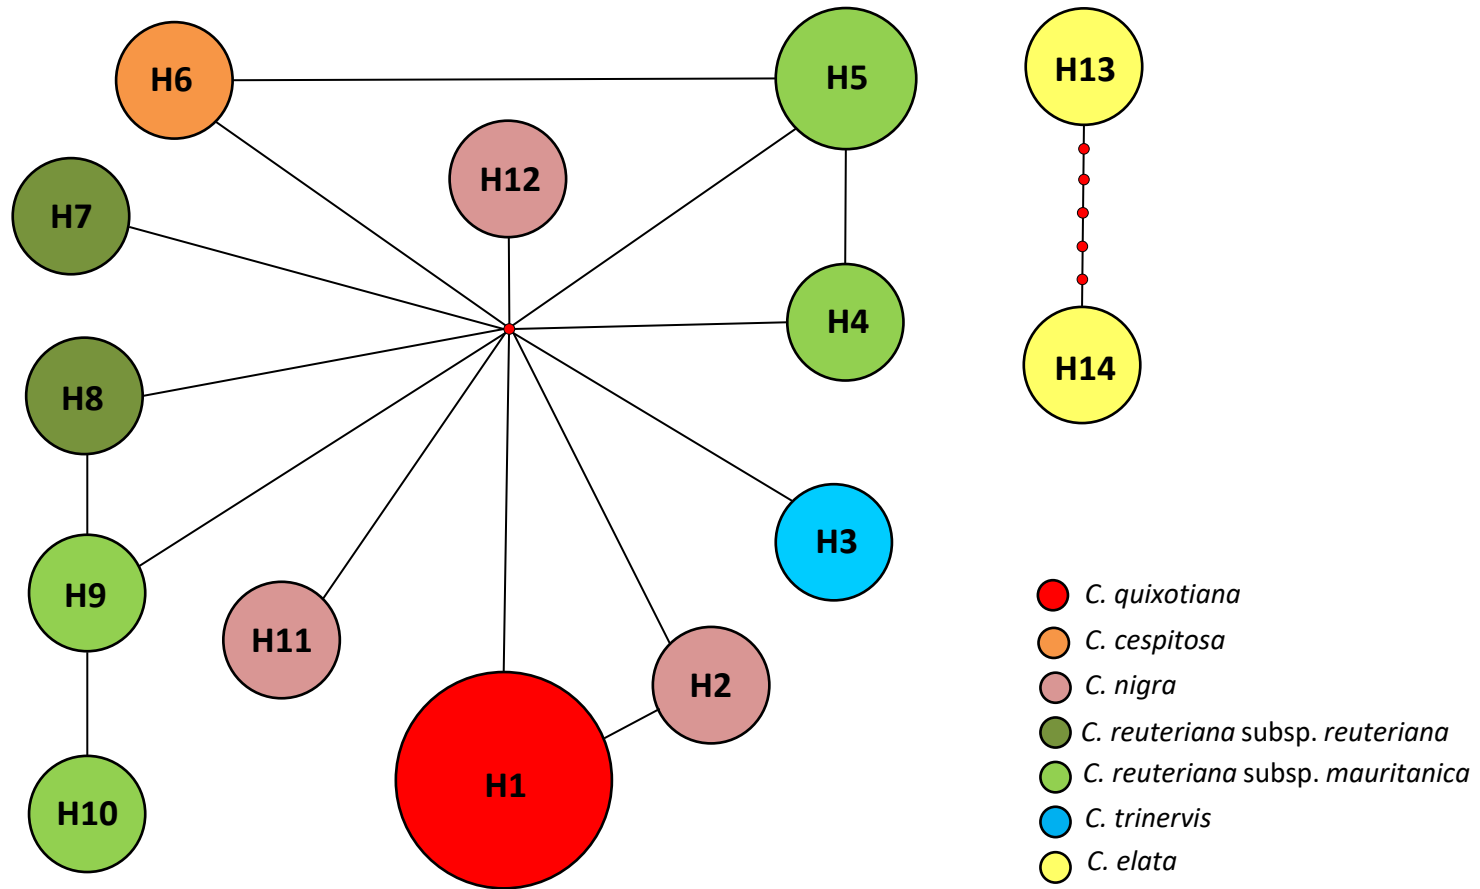 H6
H5
H13
H12
H7
H4
H14
H8
H3
H9
H11
H2
H1
H10
C. quixotiana
C. cespitosa
C. nigra
C. reuteriana subsp. reuteriana
C. reuteriana subsp. mauritanica
C. trinervis
C. elata